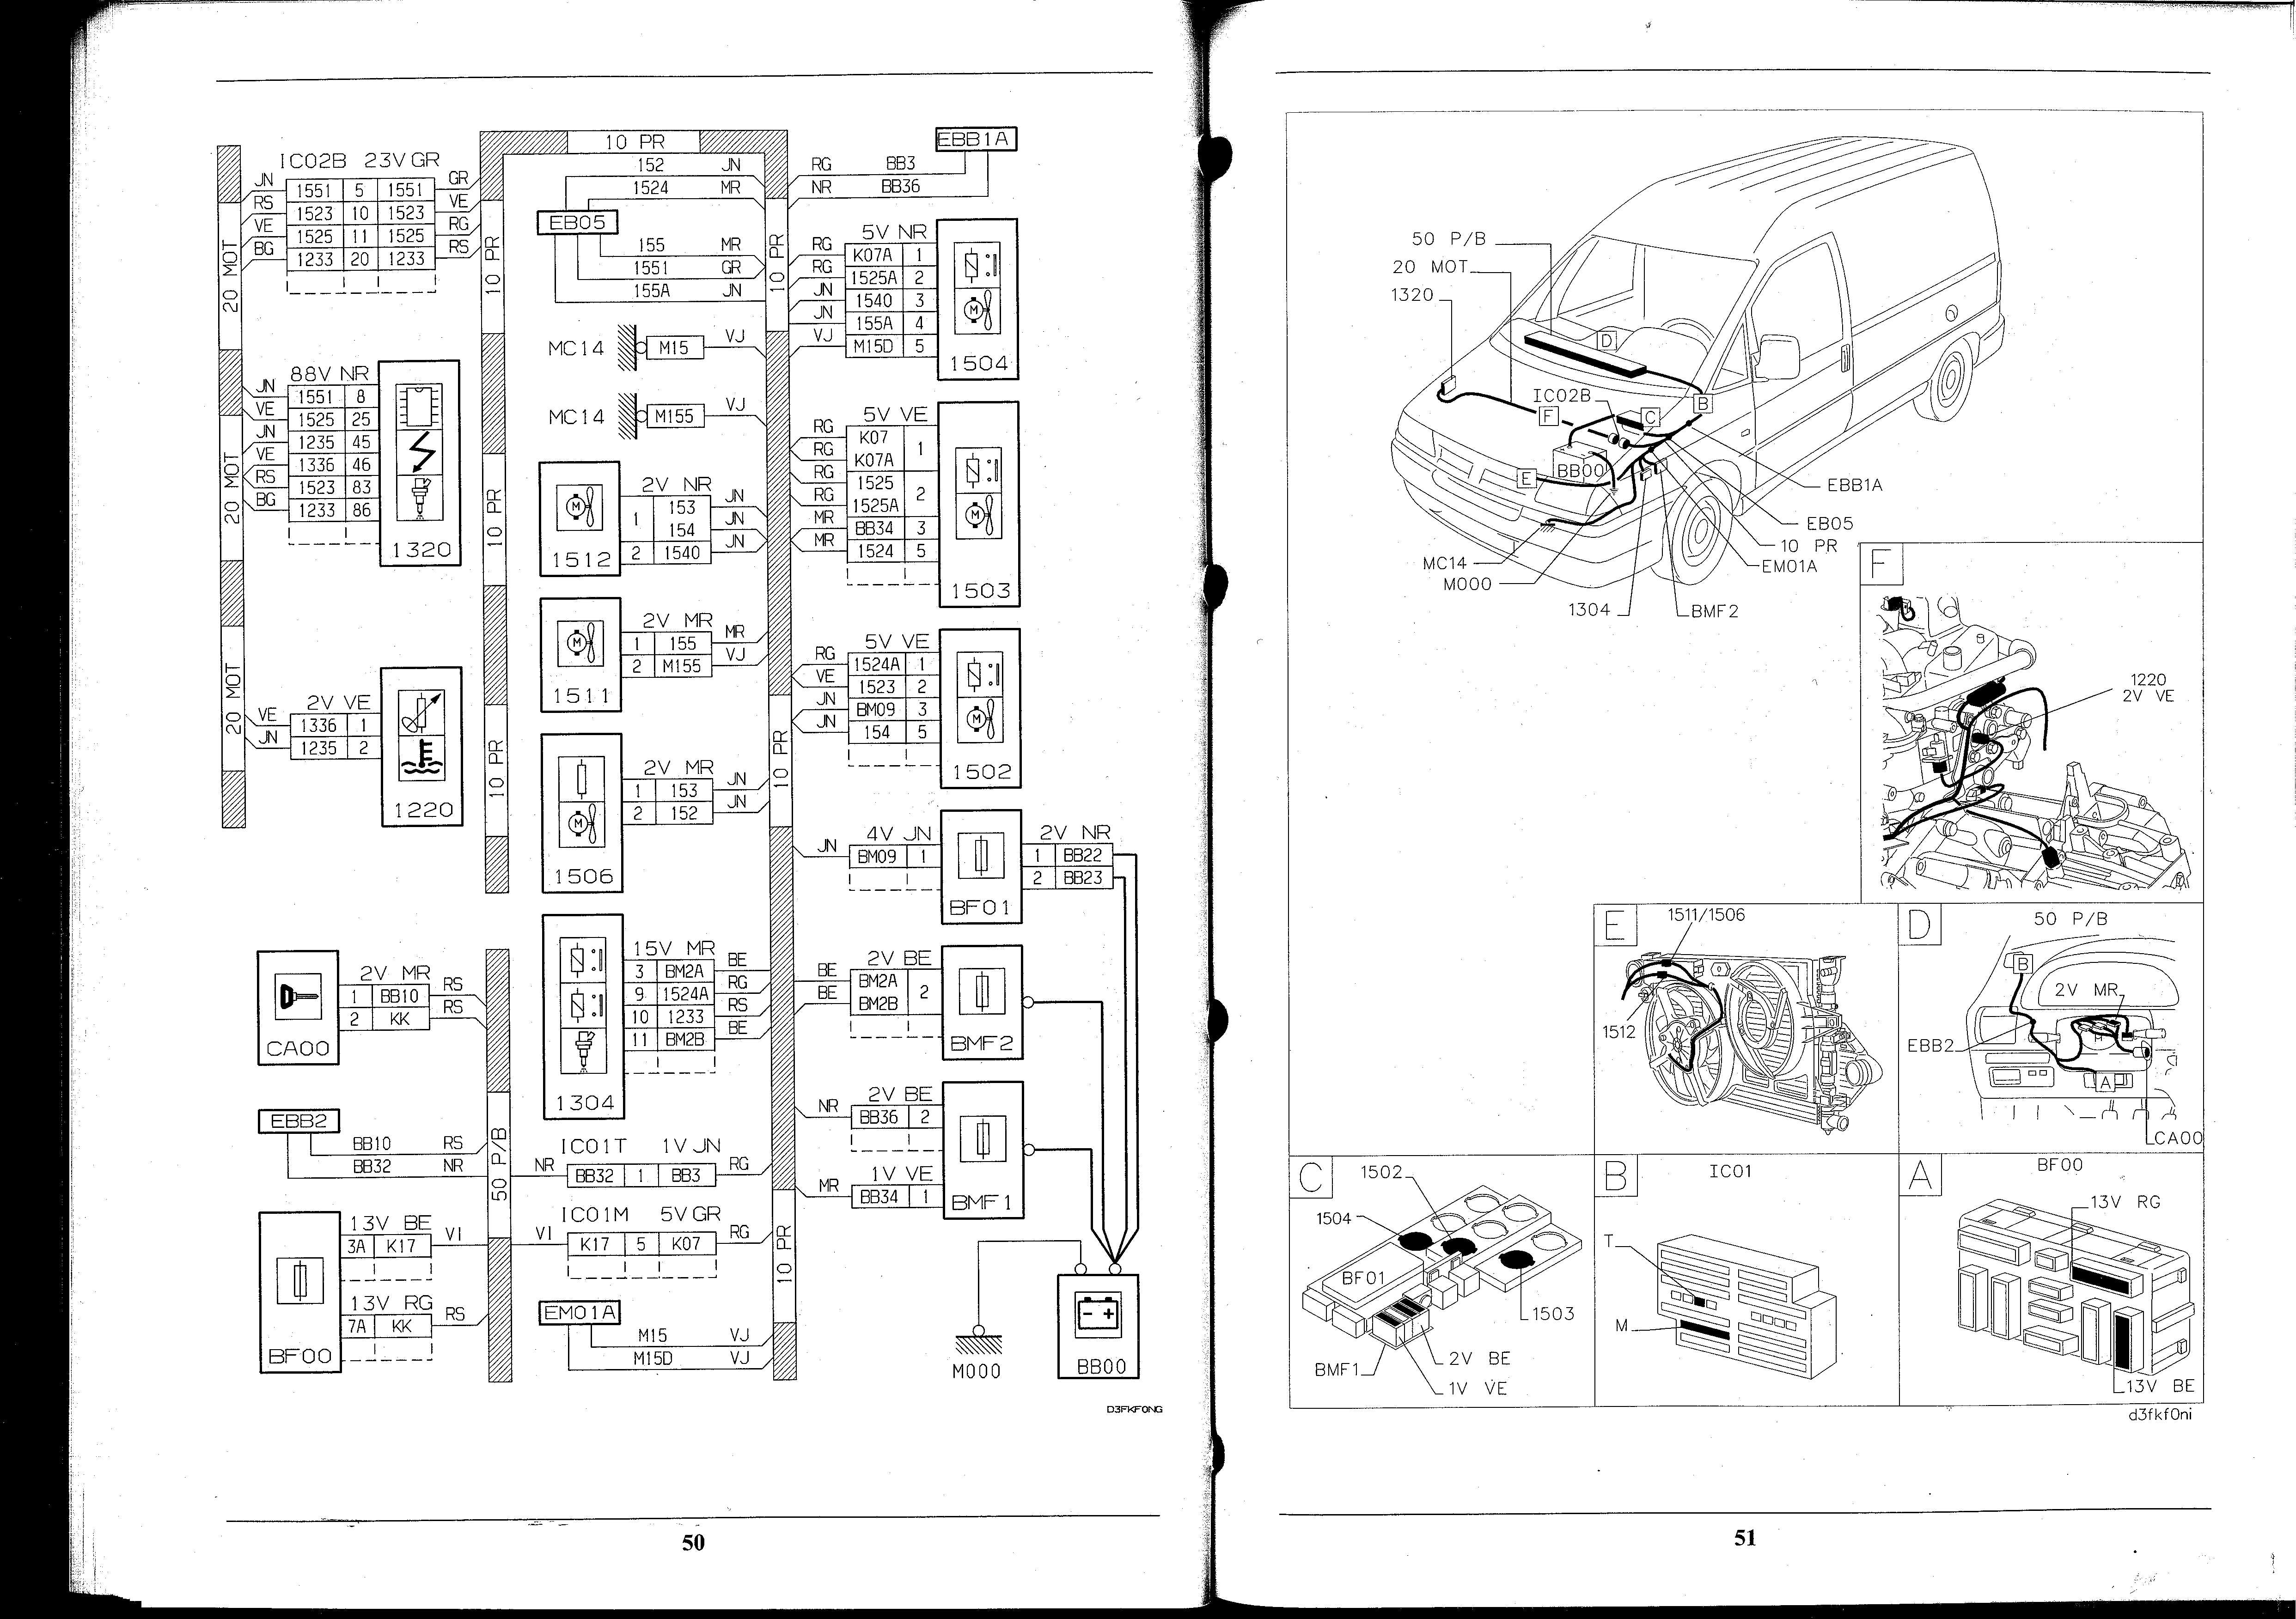 10 PR
EBB1A
152 JN
1524 MR
RG BB3
NR BB36
EB05
155 MR
1551 GR
155A JN
IC02B 23V GR
JN 1551 5 1551 GR
RS 1523 10 1523 VE
VE 1525 11 1525 RG
BG 1233 20 1233 RS
20 MOT
10 PR
10 PR
5V NR
RG K07A 1
RG 1525A 2
JN 1540 3
JN 155A 4
VJ M15D 5
1504
MC14 M15 VJ
MC14 M155 VJ
88V NR
JN 1551 8
VE 1525 25
JN 1235 45
VE 1336 46
RS 1523 83
BG 1233 86
1320
20 MOT
10 PR
5V VE
RG K07
RG K07A 1
RG 1525
RG 1525A 2
MR BB34 3
MR 1524 5
1503
M
2V NR
1 153 JN
154 JN
2 1540 JN
1512
2V MR
1 155 MR
2 M155 VJ
1511
5V VE
RG 1524A 1
VE 1523 2
JN BM09 3
JN 154 5
1502
20 MOT
2V VE
VE 1336 1
JN 1235 2
1220
10 PR
10 PR
2V MR
1 153 JN
2 152 JN
1506
4V JN
JN BM09 1
BF01
2V NR
1 BB22
2 BB23
2V MR
1 BB10 RS
2 KK RS
CA00
15V MR
3 BM2A BE
9 1524A RG
10 1233 RS
11 BM2B BE
1304
2V BE
BE BM2A
BE BM2B 2
BMF2
EBB2
BB10 RS
BB32 NR
50 P/B
IC01T 1V JN
NR BB32 1 BB3 RG
2V BE
NR BB36 2
1V VE
MR BB34 1
BMF1
13V BE
3A K17 VI
13V RG
7A KK RS
BF00
IC01M 5V GR
VI K17 5 K07 RG
10 PR
EM01A
M15 VJ
M15D VJ
M000
- +
BB00
D3FKF0NG
50
50 P/B
20 MOT
1320
D
B
IC02B
F
C
BB00
E
EBB1A
EB05
10 PR
EM01A
MC14
M000
1304
BMF2
F
1220
2V VE
E
1511/1506
1512
D
50 P/B
B
2V MR
EBB2
A
CA00
C
1502
1504
BF01
1503
2V BE
1V VE
BMF1
B
IC01
T
M
A
BF00
13V RG
13V BE
d3fkf0ni
51